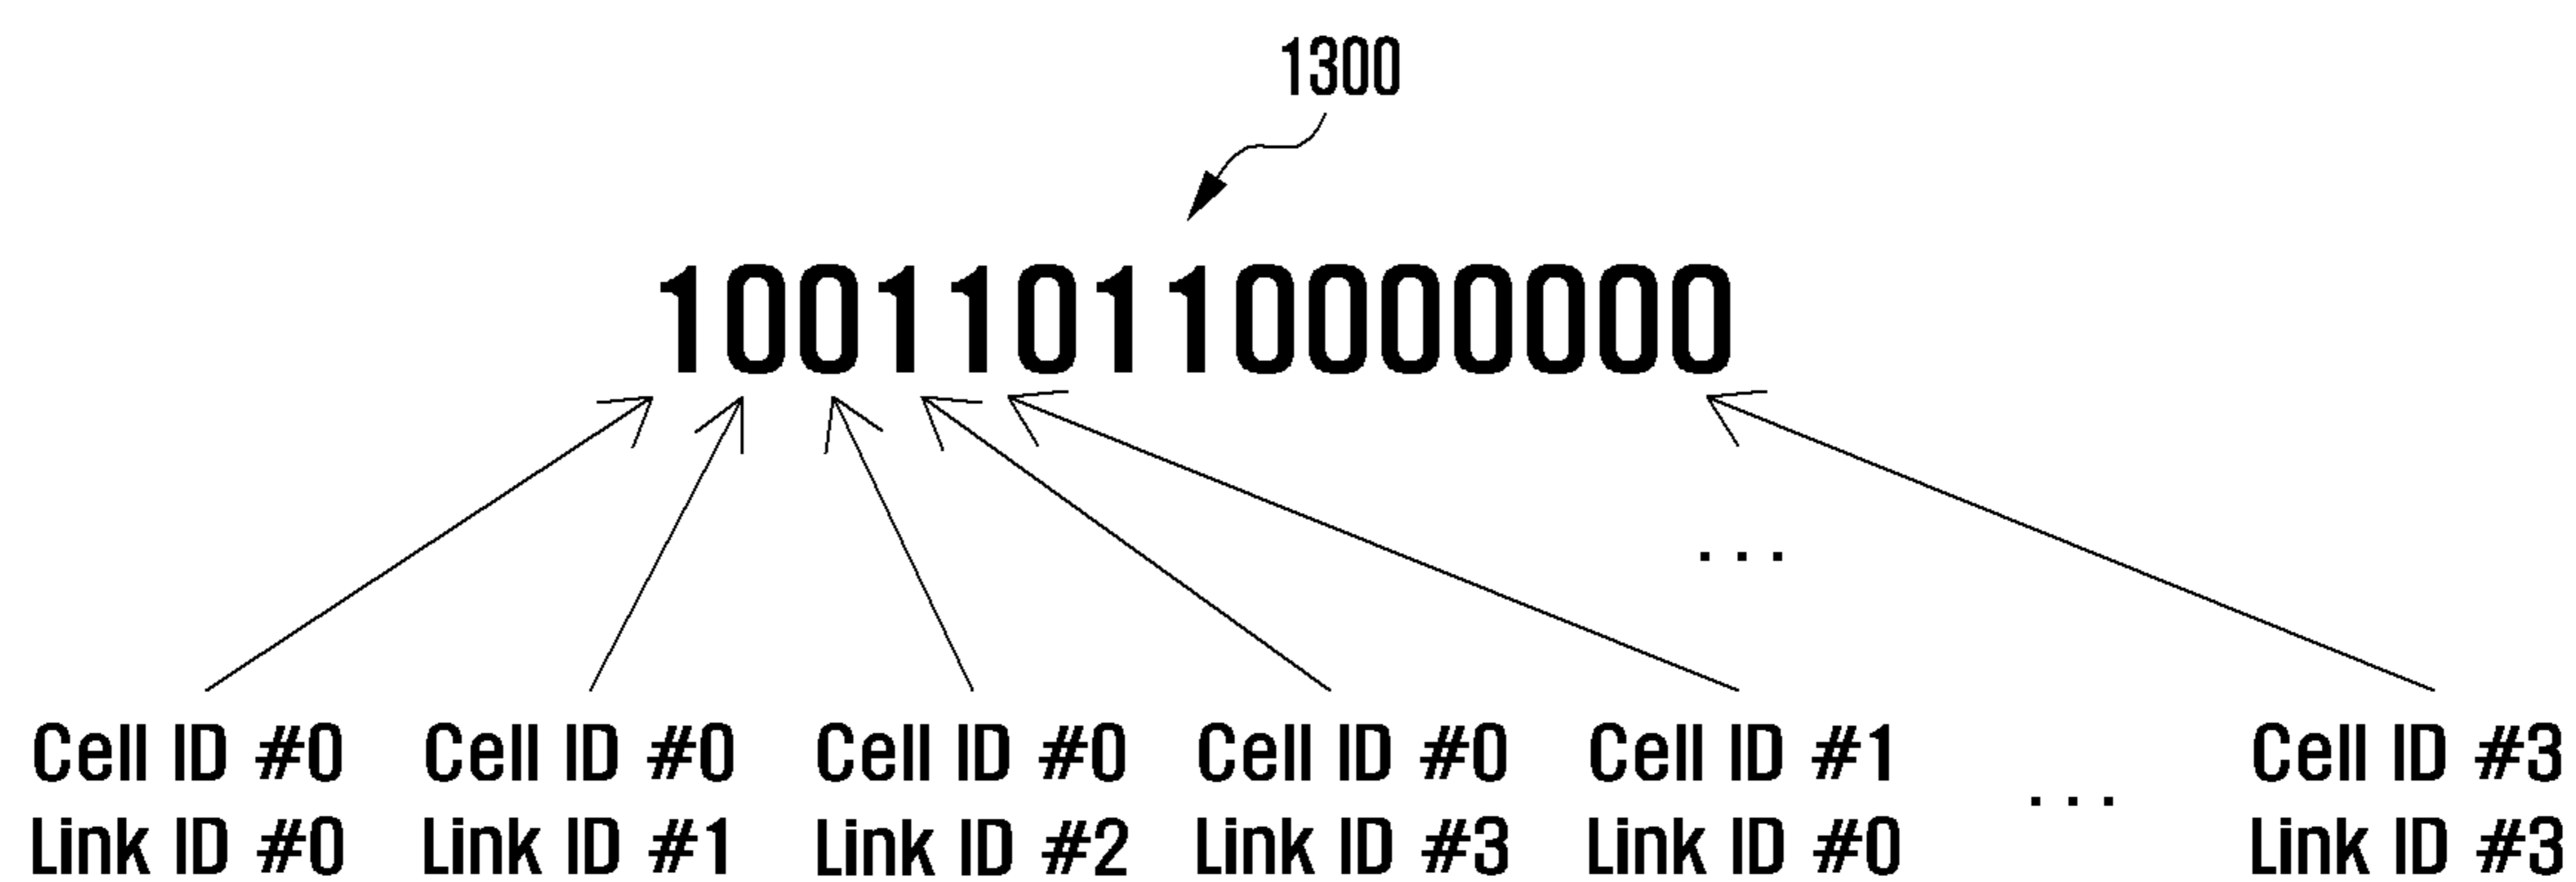 1300
100110110000000
...
Cell ID #0 Cell ID #0 Cell ID #0 Cell ID #0 Cell ID #1 ... Cell ID #3
Link ID #0 Link ID #1 Link ID #2 Link ID #3 Link ID #0 Link ID #3